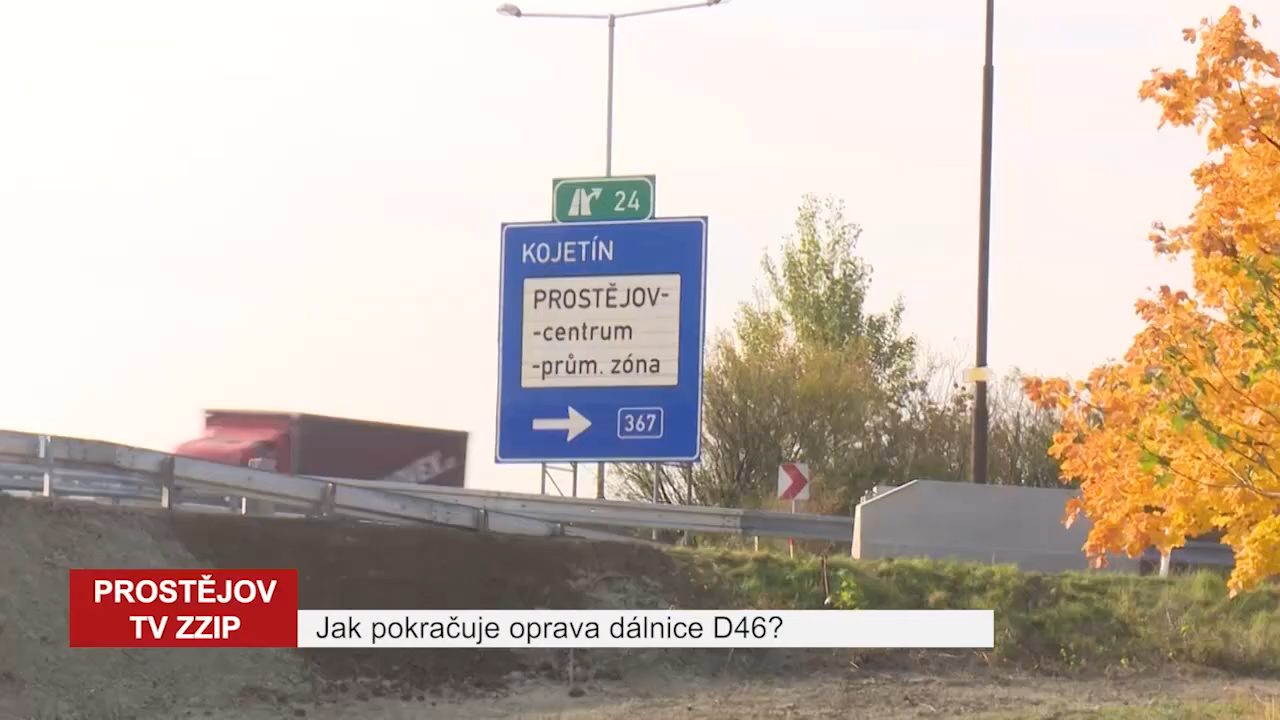 24
KOJETÍN
PROSTĚJOV-
-centrum
-prům. zóna
367
PROSTĚJOV
TV ZZIP
Jak pokračuje oprava dálnice D46?